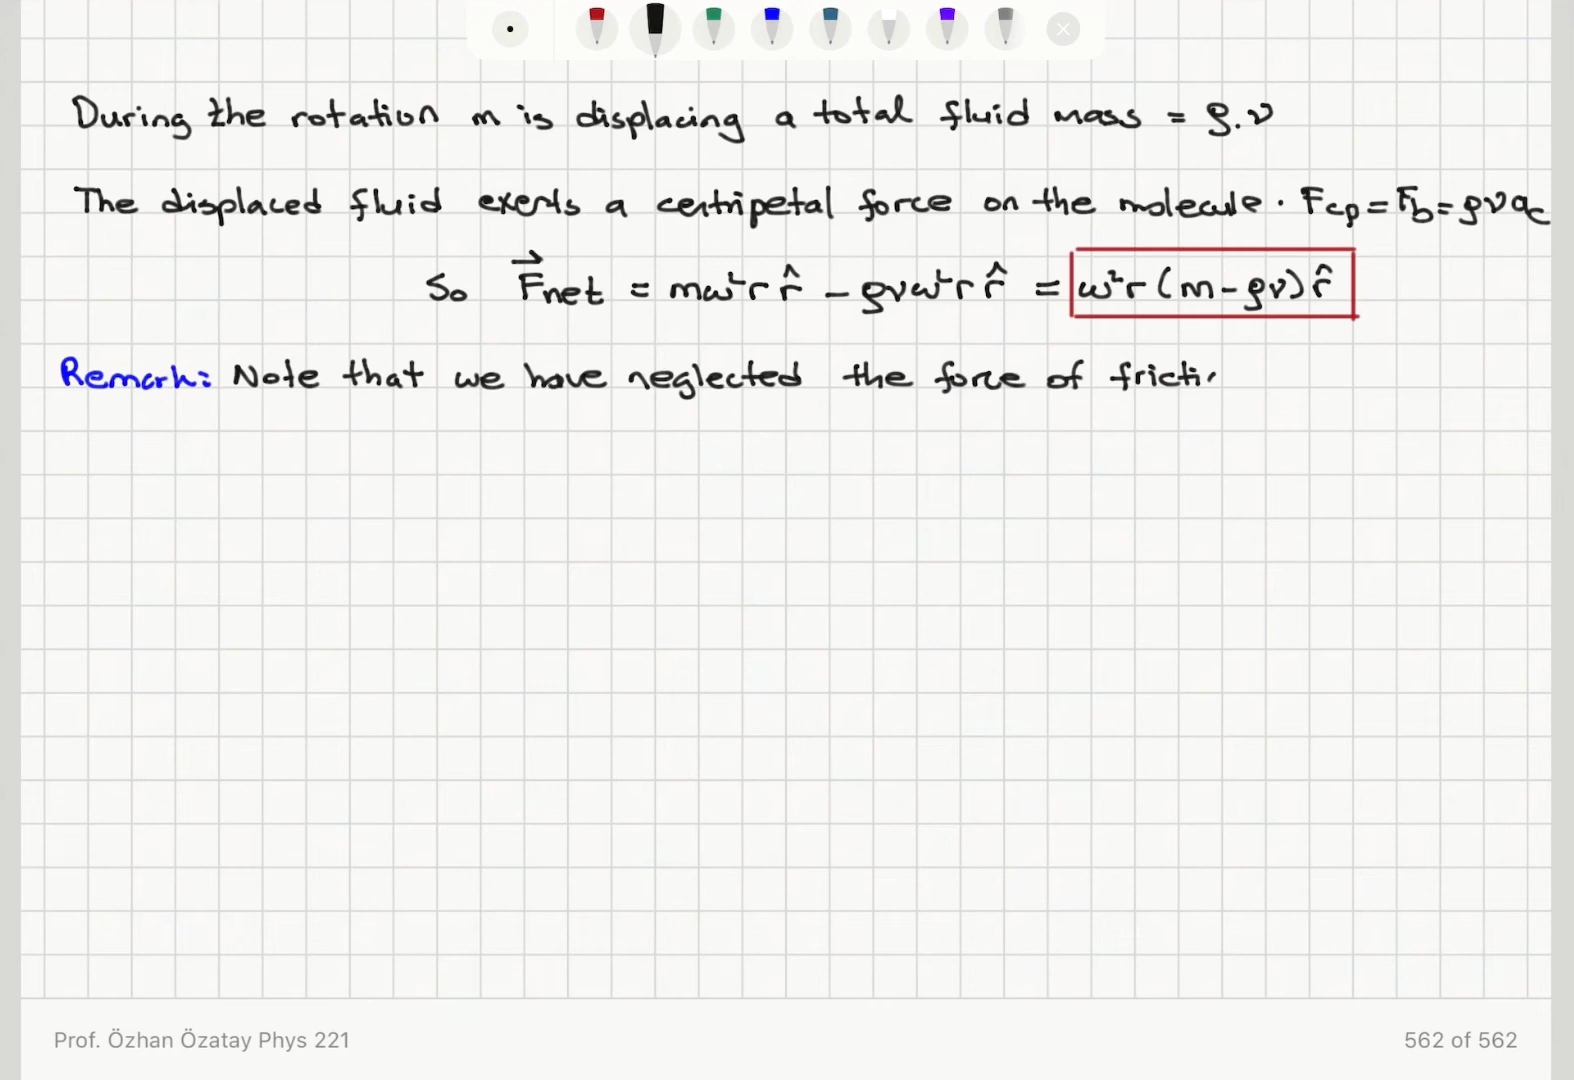 During the rotation m is displacing a total fluid mass = ρ.v
The displaced fluid exerts a centripetal force on the molecule. Fcp = Fb = ρvac
So F⃗net = mω²r r̂ - ρvω²r r̂ = ω²r(m-ρv)r̂
Remark: Note that we have neglected the force of fricti
Prof. Özhan Özatay Phys 221
562 of 562